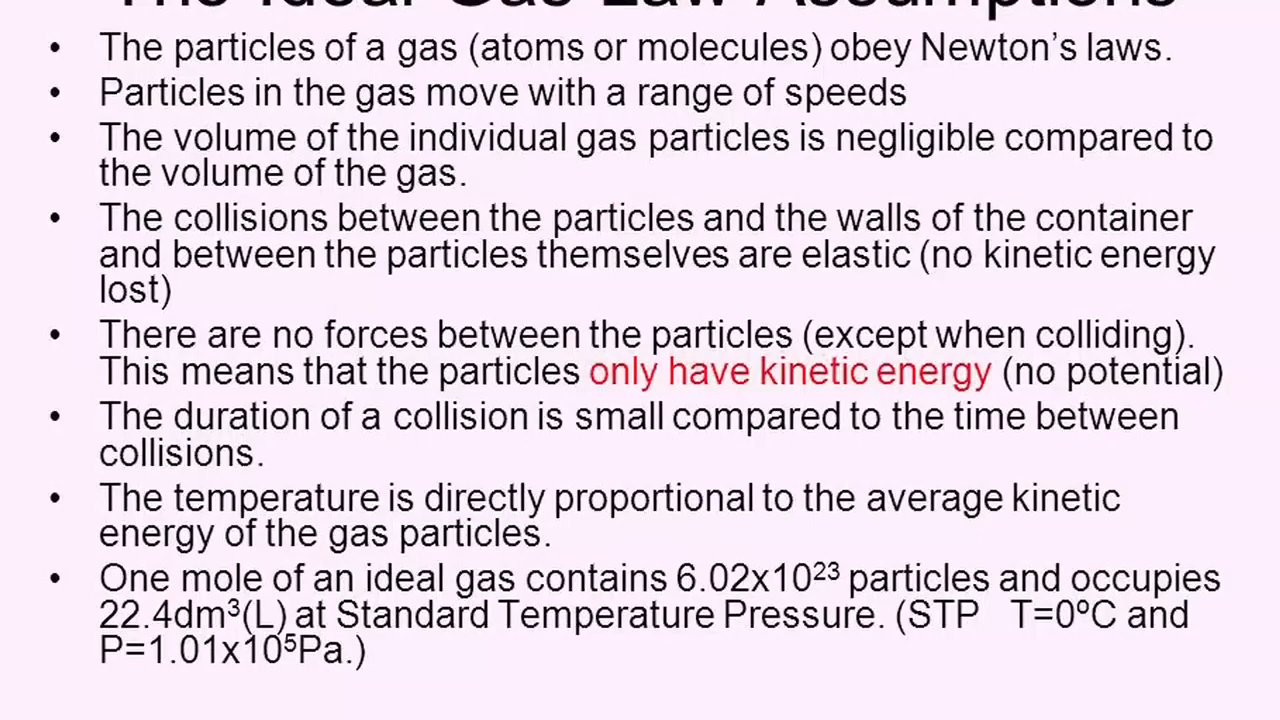 The Ideal Gas Law Assumptions
• The particles of a gas (atoms or molecules) obey Newton's laws.
• Particles in the gas move with a range of speeds
• The volume of the individual gas particles is negligible compared to
the volume of the gas.
• The collisions between the particles and the walls of the container
and between the particles themselves are elastic (no kinetic energy
lost)
• There are no forces between the particles (except when colliding).
This means that the particles only have kinetic energy (no potential)
• The duration of a collision is small compared to the time between
collisions.
• The temperature is directly proportional to the average kinetic
energy of the gas particles.
• One mole of an ideal gas contains 6.02x10²³ particles and occupies
22.4dm³(L) at Standard Temperature Pressure. (STP T=0ºC and
P=1.01x10⁵Pa.)